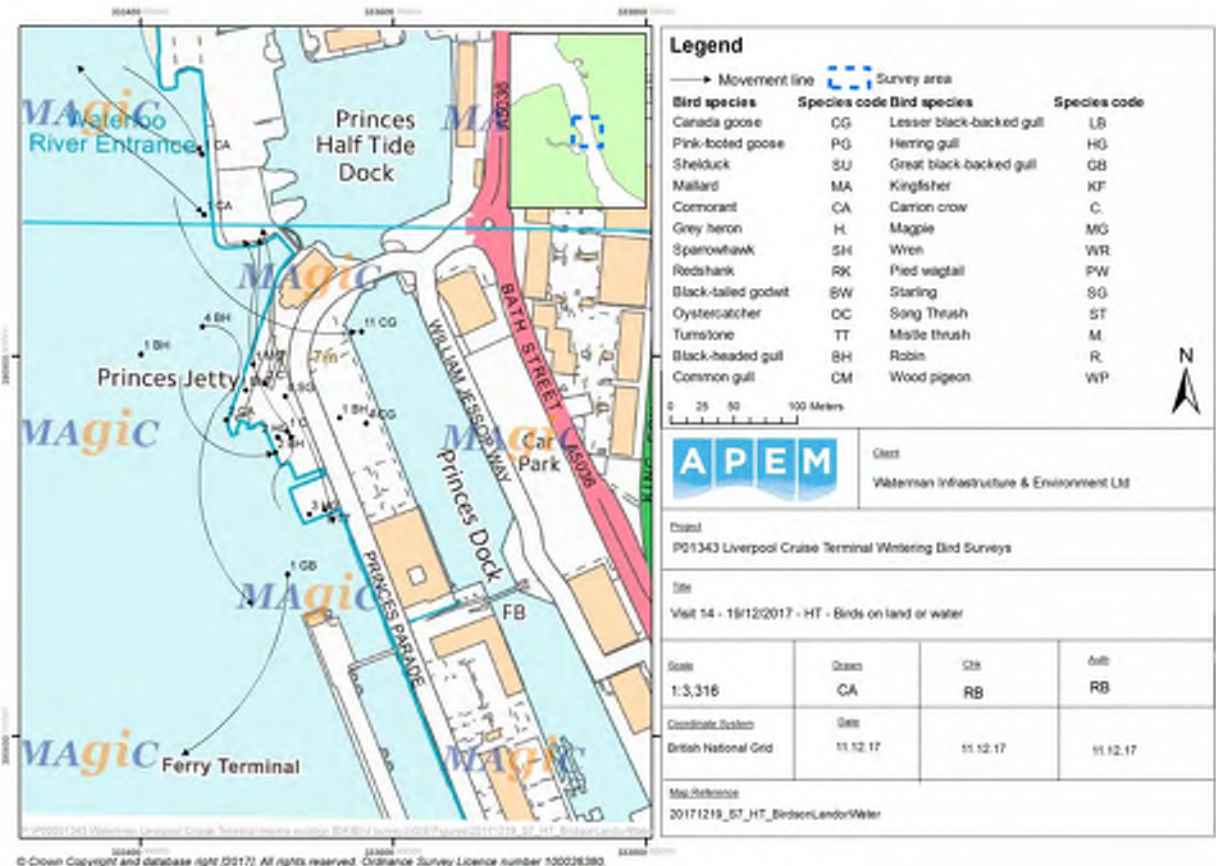 MAGiC
Waterloo
River Entrance
Princes
Half Tide
Dock
A5036
1 CA
1 CA
MAGiC
4 BH
1 BH
11 CG
7m
Princes Jetty
1 BH
MAGiC
BATH STREET
WILLIAM JESSOP WAY
Car
Park
A5036
Princes Dock
1 GB
MAGiC
PRINCES PARADE
FB
MAGiC
Ferry Terminal
MAGiC
© Crown Copyright and database right [2017]. All rights reserved. Ordnance Survey Licence number 100026380.
Legend
Movement line Survey area
Bird species Species code Bird species Species code
Canada goose CG Lesser black-backed gull LB
Pink-footed goose PG Herring gull HG
Shelduck SU Great black-backed gull GB
Mallard MA Kingfisher KF
Cormorant CA Carrion crow C.
Grey heron H. Magpie MG
Sparrowhawk SH Wren WR
Redshank RK Pied wagtail PW
Black-tailed godwit BW Starling SG
Oystercatcher OC Song Thrush ST
Turnstone TT Mistle thrush M.
Black-headed gull BH Robin R.
Common gull CM Wood pigeon WP
N
0 25 50 100 Meters
APEM
Client
Waterman Infrastructure & Environment Ltd
Project
P01343 Liverpool Cruise Terminal Wintering Bird Surveys
Title
Visit 14 - 19/12/2017 - HT - Birds on land or water
Scale Drawn Chk Auth
1:3,316 CA RB RB
Coordinate System Date
British National Grid 11.12.17 11.12.17 11.12.17
Map Reference
20171219_S7_HT_BirdsonLandorWater